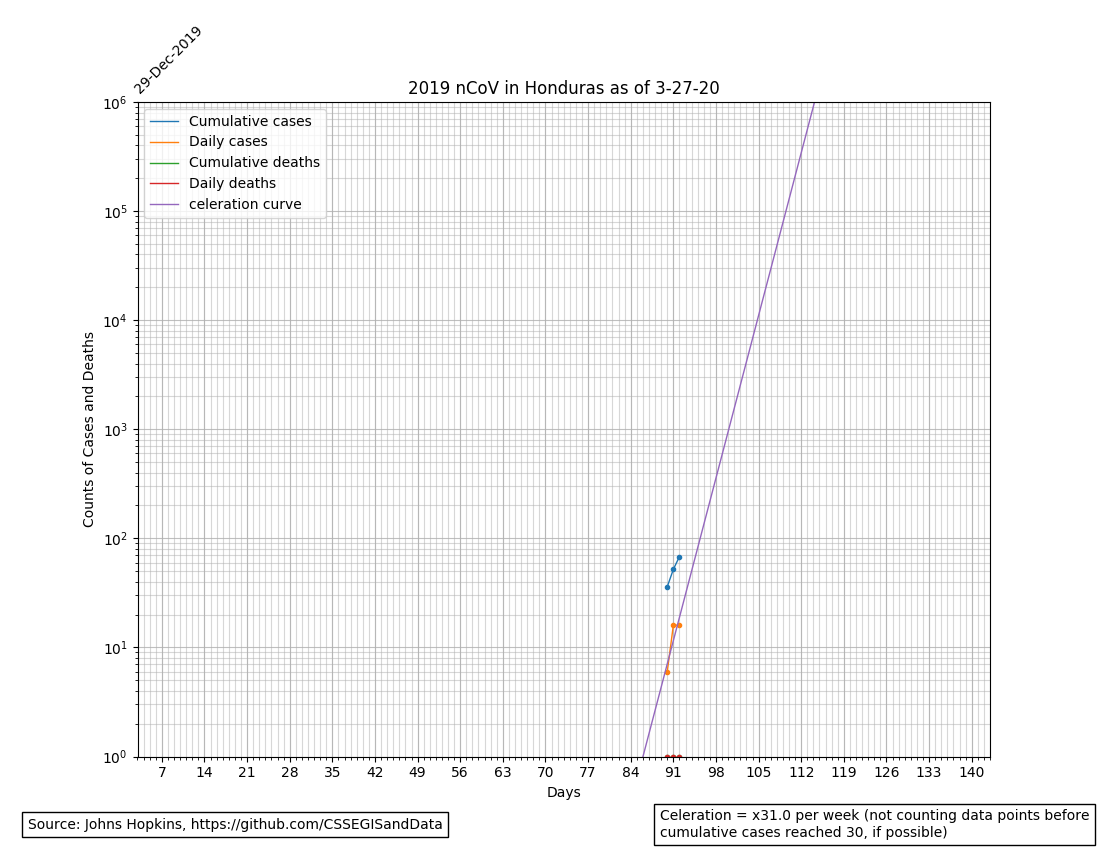 29-Dec-2019
2019 nCoV in Honduras as of 3-27-20
Cumulative cases
Daily cases
Cumulative deaths
Daily deaths
celeration curve
Counts of Cases and Deaths
10^6
10^5
10^4
10^3
10^2
10^1
10^0
7 14 21 28 35 42 49 56 63 70 77 84 91 98 105 112 119 126 133 140
Days
Source: Johns Hopkins, https://github.com/CSSEGISandData
Celeration = x31.0 per week (not counting data points before
cumulative cases reached 30, if possible)